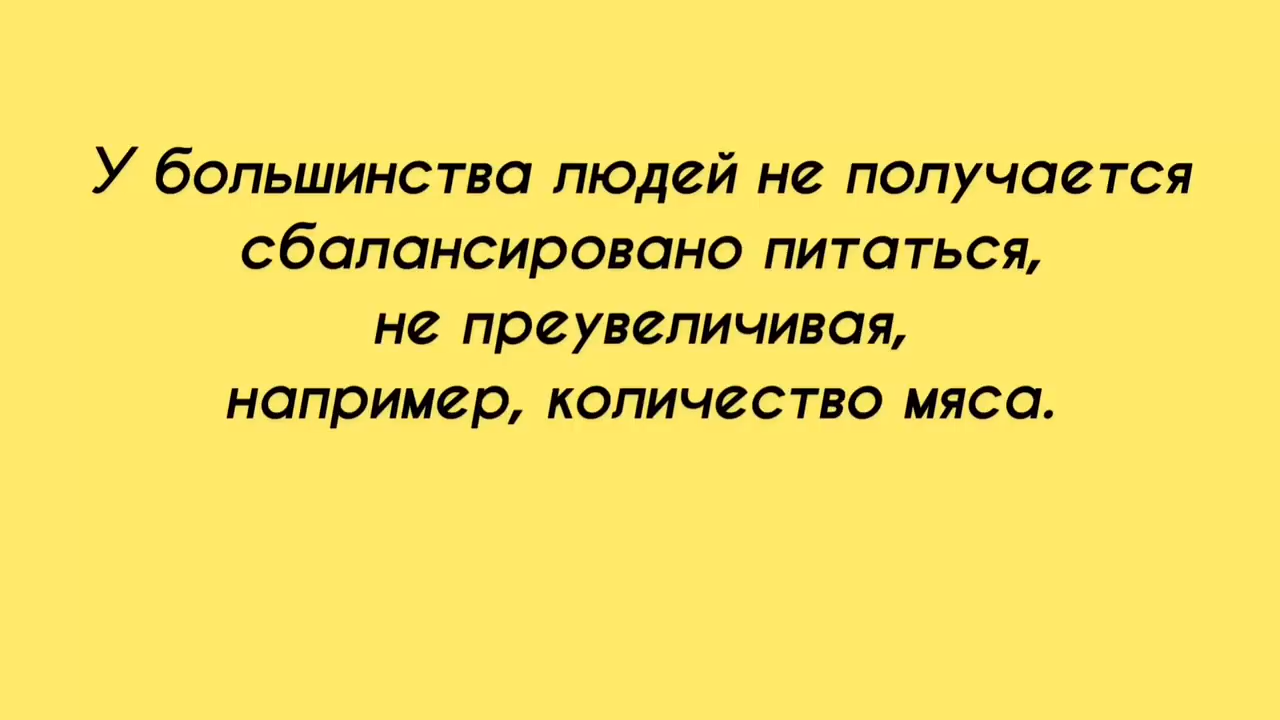 У большинства людей не получается
сбалансировано питаться,
не преувеличивая,
например, количество мяса.